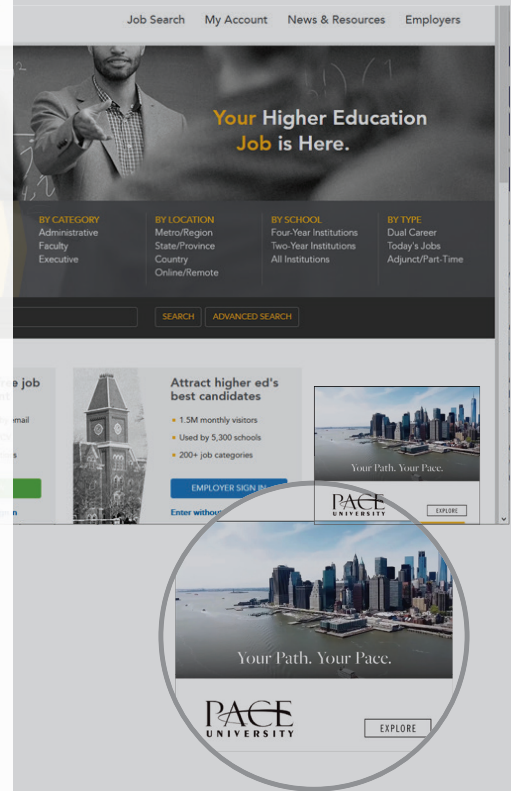 Job Search My Account News & Resources Employers
Your Higher Education
Job is Here.
BY CATEGORY
Administrative
Faculty
Executive
BY LOCATION
Metro/Region
State/Province
Country
Online/Remote
BY SCHOOL
Four-Year Institutions
Two-Year Institutions
All Institutions
BY TYPE
Dual Career
Today's Jobs
Adjunct/Part-Time
SEARCH ADVANCED SEARCH
job
email
Attract higher ed's
best candidates
1.5M monthly visitors
Used by 5,300 schools
200+ job categories
EMPLOYER SIGN IN
Enter without
Your Path. Your Pace.
PACE
UNIVERSITY
EXPLORE
Your Path. Your Pace.
PACE
UNIVERSITY
EXPLORE